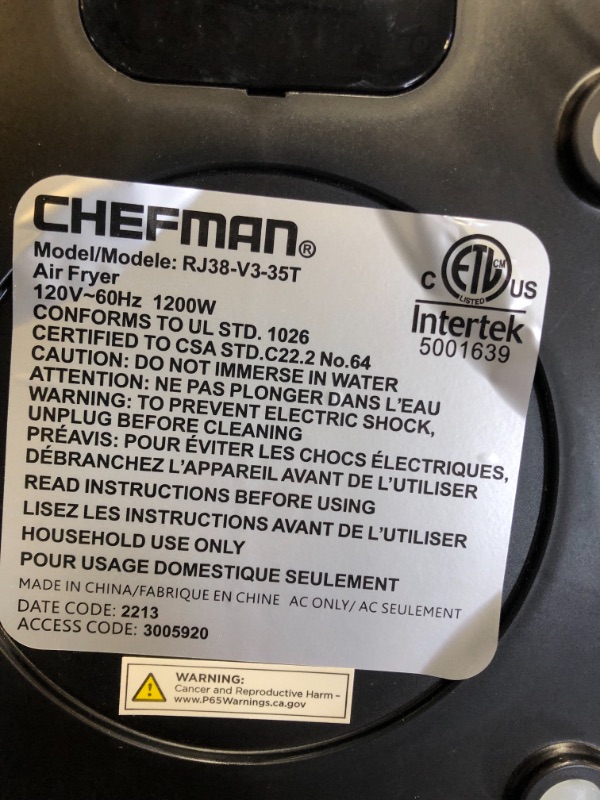 CHEFMAN®
Model/Modele: RJ38-V3-35T
Air Fryer
120V~60Hz 1200W
CONFORMS TO UL STD. 1026
CERTIFIED TO CSA STD.C22.2 No.64
CAUTION: DO NOT IMMERSE IN WATER
ATTENTION: NE PAS PLONGER DANS L'EAU
WARNING: TO PREVENT ELECTRIC SHOCK,
UNPLUG BEFORE CLEANING
PRÉAVIS: POUR ÉVITER LES CHOCS ÉLECTRIQUES,
DÉBRANCHEZ L'APPAREIL AVANT DE L'UTILISER
READ INSTRUCTIONS BEFORE USING
LISEZ LES INSTRUCTIONS AVANT DE L'UTILISER
HOUSEHOLD USE ONLY
POUR USAGE DOMESTIQUE SEULEMENT
MADE IN CHINA/FABRIQUE EN CHINE AC ONLY/ AC SEULEMENT
DATE CODE: 2213
ACCESS CODE: 3005920
C ETL CM US
LISTED
Intertek
5001639
WARNING:
Cancer and Reproductive Harm -
www.P65Warnings.ca.gov